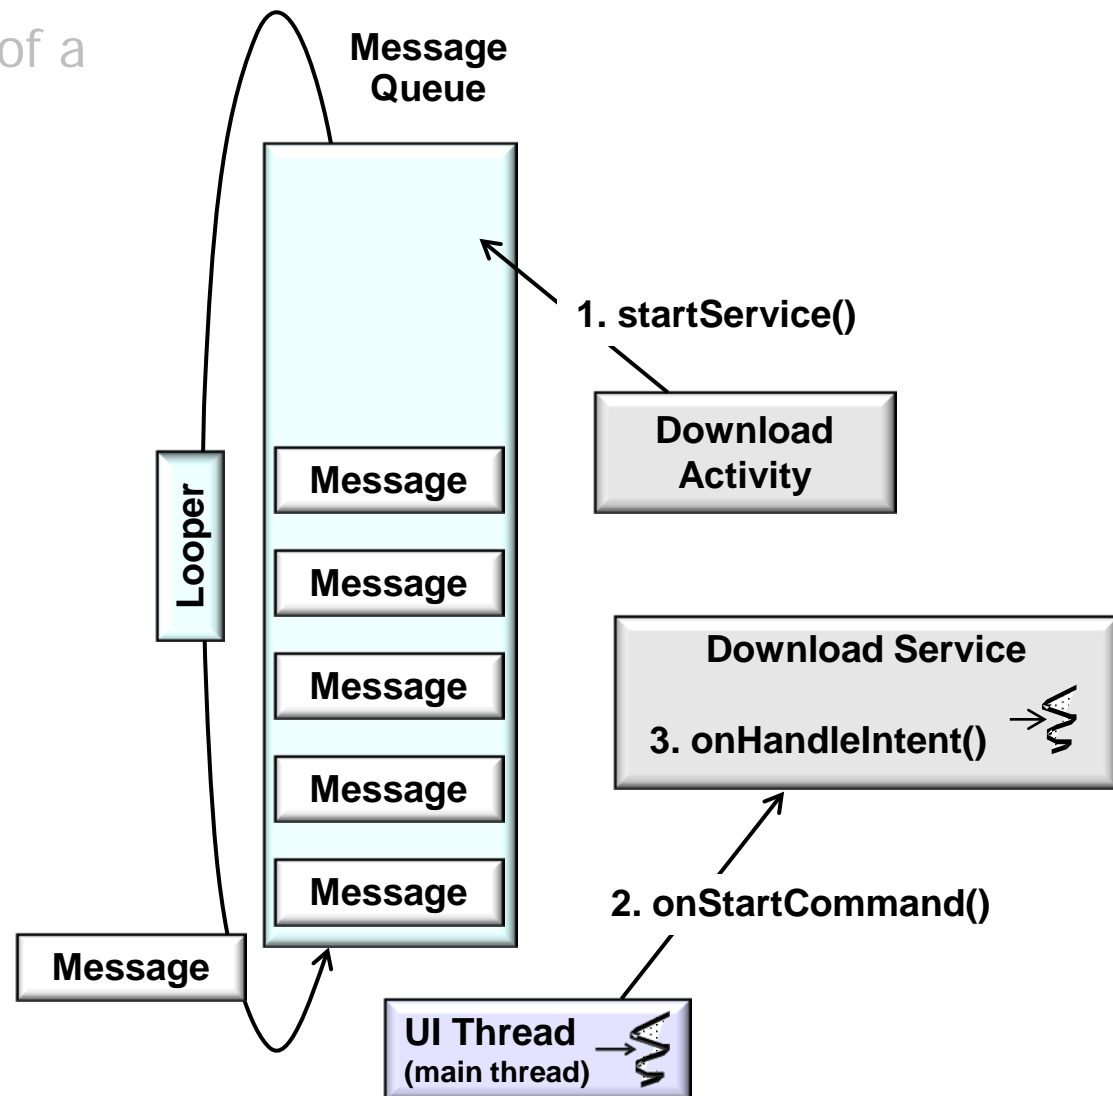 of a
Message
Queue
1. startService()
Download
Activity
Message
Message
Looper
Message
Message
Message
Message
Download Service
3. onHandleIntent()
2. onStartCommand()
UI Thread
(main thread)